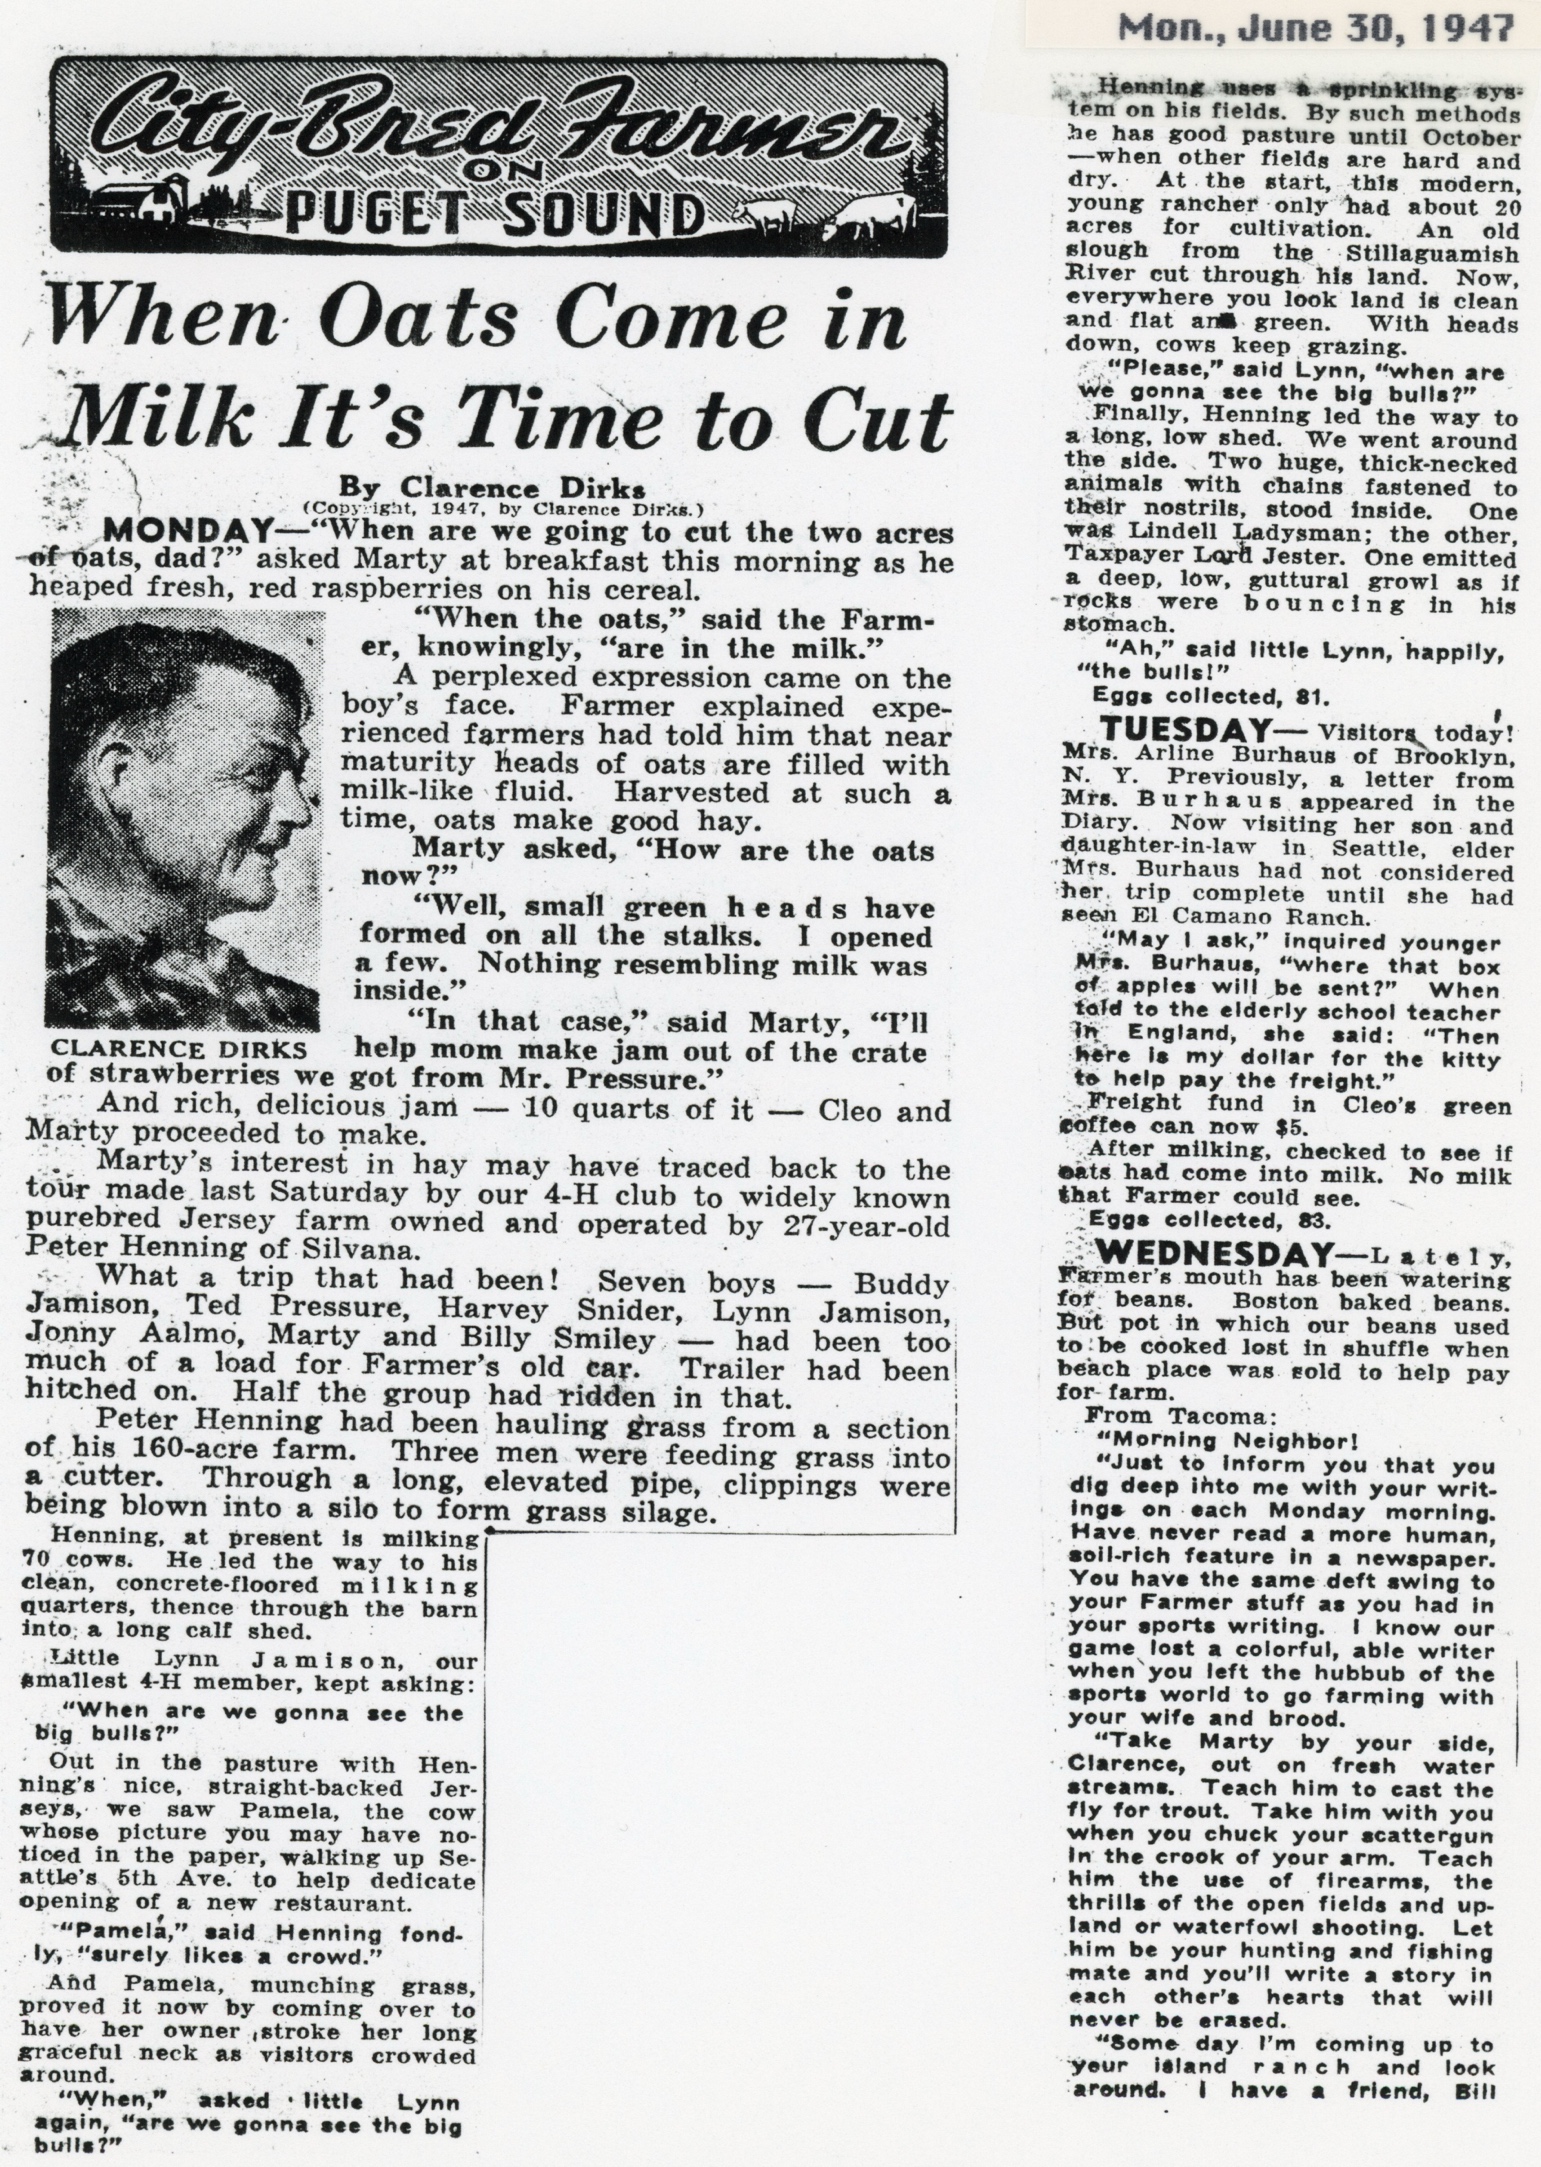 Mon., June 30, 1947
City-Bred Farmer
ON
PUGET SOUND
When Oats Come in
Milk It's Time to Cut
By Clarence Dirks
(Copyright, 1947, by Clarence Dirks.)
MONDAY—"When are we going to cut the two acres
of oats, dad?" asked Marty at breakfast this morning as he
heaped fresh, red raspberries on his cereal.
"When the oats," said the Farm-
er, knowingly, "are in the milk."
A perplexed expression came on the
boy's face. Farmer explained expe-
rienced farmers had told him that near
maturity heads of oats are filled with
milk-like fluid. Harvested at such a
time, oats make good hay.
Marty asked, "How are the oats
now?"
"Well, small green heads have
formed on all the stalks. I opened
a few. Nothing resembling milk was
inside."
"In that case," said Marty, "I'll
CLARENCE DIRKS
help mom make jam out of the crate
of strawberries we got from Mr. Pressure."
And rich, delicious jam — 10 quarts of it — Cleo and
Marty proceeded to make.
Marty's interest in hay may have traced back to the
tour made last Saturday by our 4-H club to widely known
purebred Jersey farm owned and operated by 27-year-old
Peter Henning of Silvana.
What a trip that had been! Seven boys — Buddy
Jamison, Ted Pressure, Harvey Snider, Lynn Jamison,
Jonny Aalmo, Marty and Billy Smiley — had been too
much of a load for Farmer's old car. Trailer had been
hitched on. Half the group had ridden in that.
Peter Henning had been hauling grass from a section
of his 160-acre farm. Three men were feeding grass into
a cutter. Through a long, elevated pipe, clippings were
being blown into a silo to form grass silage.
Henning, at present is milking
70 cows. He led the way to his
clean, concrete-floored milking
quarters, thence through the barn
into a long calf shed.
Little Lynn Jamison, our
smallest 4-H member, kept asking:
"When are we gonna see the
big bulls?"
Out in the pasture with Hen-
ning's nice, straight-backed Jer-
seys, we saw Pamela, the cow
whose picture you may have no-
ticed in the paper, walking up Se-
attle's 5th Ave. to help dedicate
opening of a new restaurant.
"Pamela," said Henning fond-
ly, "surely likes a crowd."
And Pamela, munching grass,
proved it now by coming over to
have her owner stroke her long
graceful neck as visitors crowded
around.
"When," asked little Lynn
again, "are we gonna see the big
bulls?"
Henning uses a sprinkling sys-
tem on his fields. By such methods
he has good pasture until October
—when other fields are hard and
dry. At the start, this modern,
young rancher only had about 20
acres for cultivation. An old
slough from the Stillaguamish
River cut through his land. Now,
everywhere you look land is clean
and flat and green. With heads
down, cows keep grazing.
"Please," said Lynn, "when are
we gonna see the big bulls?"
Finally, Henning led the way to
a long, low shed. We went around
the side. Two huge, thick-necked
animals with chains fastened to
their nostrils, stood inside. One
was Lindell Ladysman; the other,
Taxpayer Lord Jester. One emitted
a deep, low, guttural growl as if
rocks were bouncing in his
stomach.
"Ah," said little Lynn, happily,
"the bulls!"
Eggs collected, 81.
TUESDAY— Visitors today!
Mrs. Arline Burhaus of Brooklyn,
N. Y. Previously, a letter from
Mrs. Burhaus appeared in the
Diary. Now visiting her son and
daughter-in-law in Seattle, elder
Mrs. Burhaus had not considered
her trip complete until she had
seen El Camano Ranch.
"May I ask," inquired younger
Mrs. Burhaus, "where that box
of apples will be sent?" When
told to the elderly school teacher
in England, she said: "Then
here is my dollar for the kitty
to help pay the freight."
Freight fund in Cleo's green
coffee can now $5.
After milking, checked to see if
oats had come into milk. No milk
that Farmer could see.
Eggs collected, 83.
WEDNESDAY—Lately,
Farmer's mouth has been watering
for beans. Boston baked beans.
But pot in which our beans used
to be cooked lost in shuffle when
beach place was sold to help pay
for farm.
From Tacoma:
"Morning Neighbor!
"Just to inform you that you
dig deep into me with your writ-
ings on each Monday morning.
Have never read a more human,
soil-rich feature in a newspaper.
You have the same deft swing to
your Farmer stuff as you had in
your sports writing. I know our
game lost a colorful, able writer
when you left the hubbub of the
sports world to go farming with
your wife and brood.
"Take Marty by your side,
Clarence, out on fresh water
streams. Teach him to cast the
fly for trout. Take him with you
when you chuck your scattergun
in the crook of your arm. Teach
him the use of firearms, the
thrills of the open fields and up-
land or waterfowl shooting. Let
him be your hunting and fishing
mate and you'll write a story in
each other's hearts that will
never be erased.
"Some day I'm coming up to
your island ranch and look
around. I have a friend, Bill